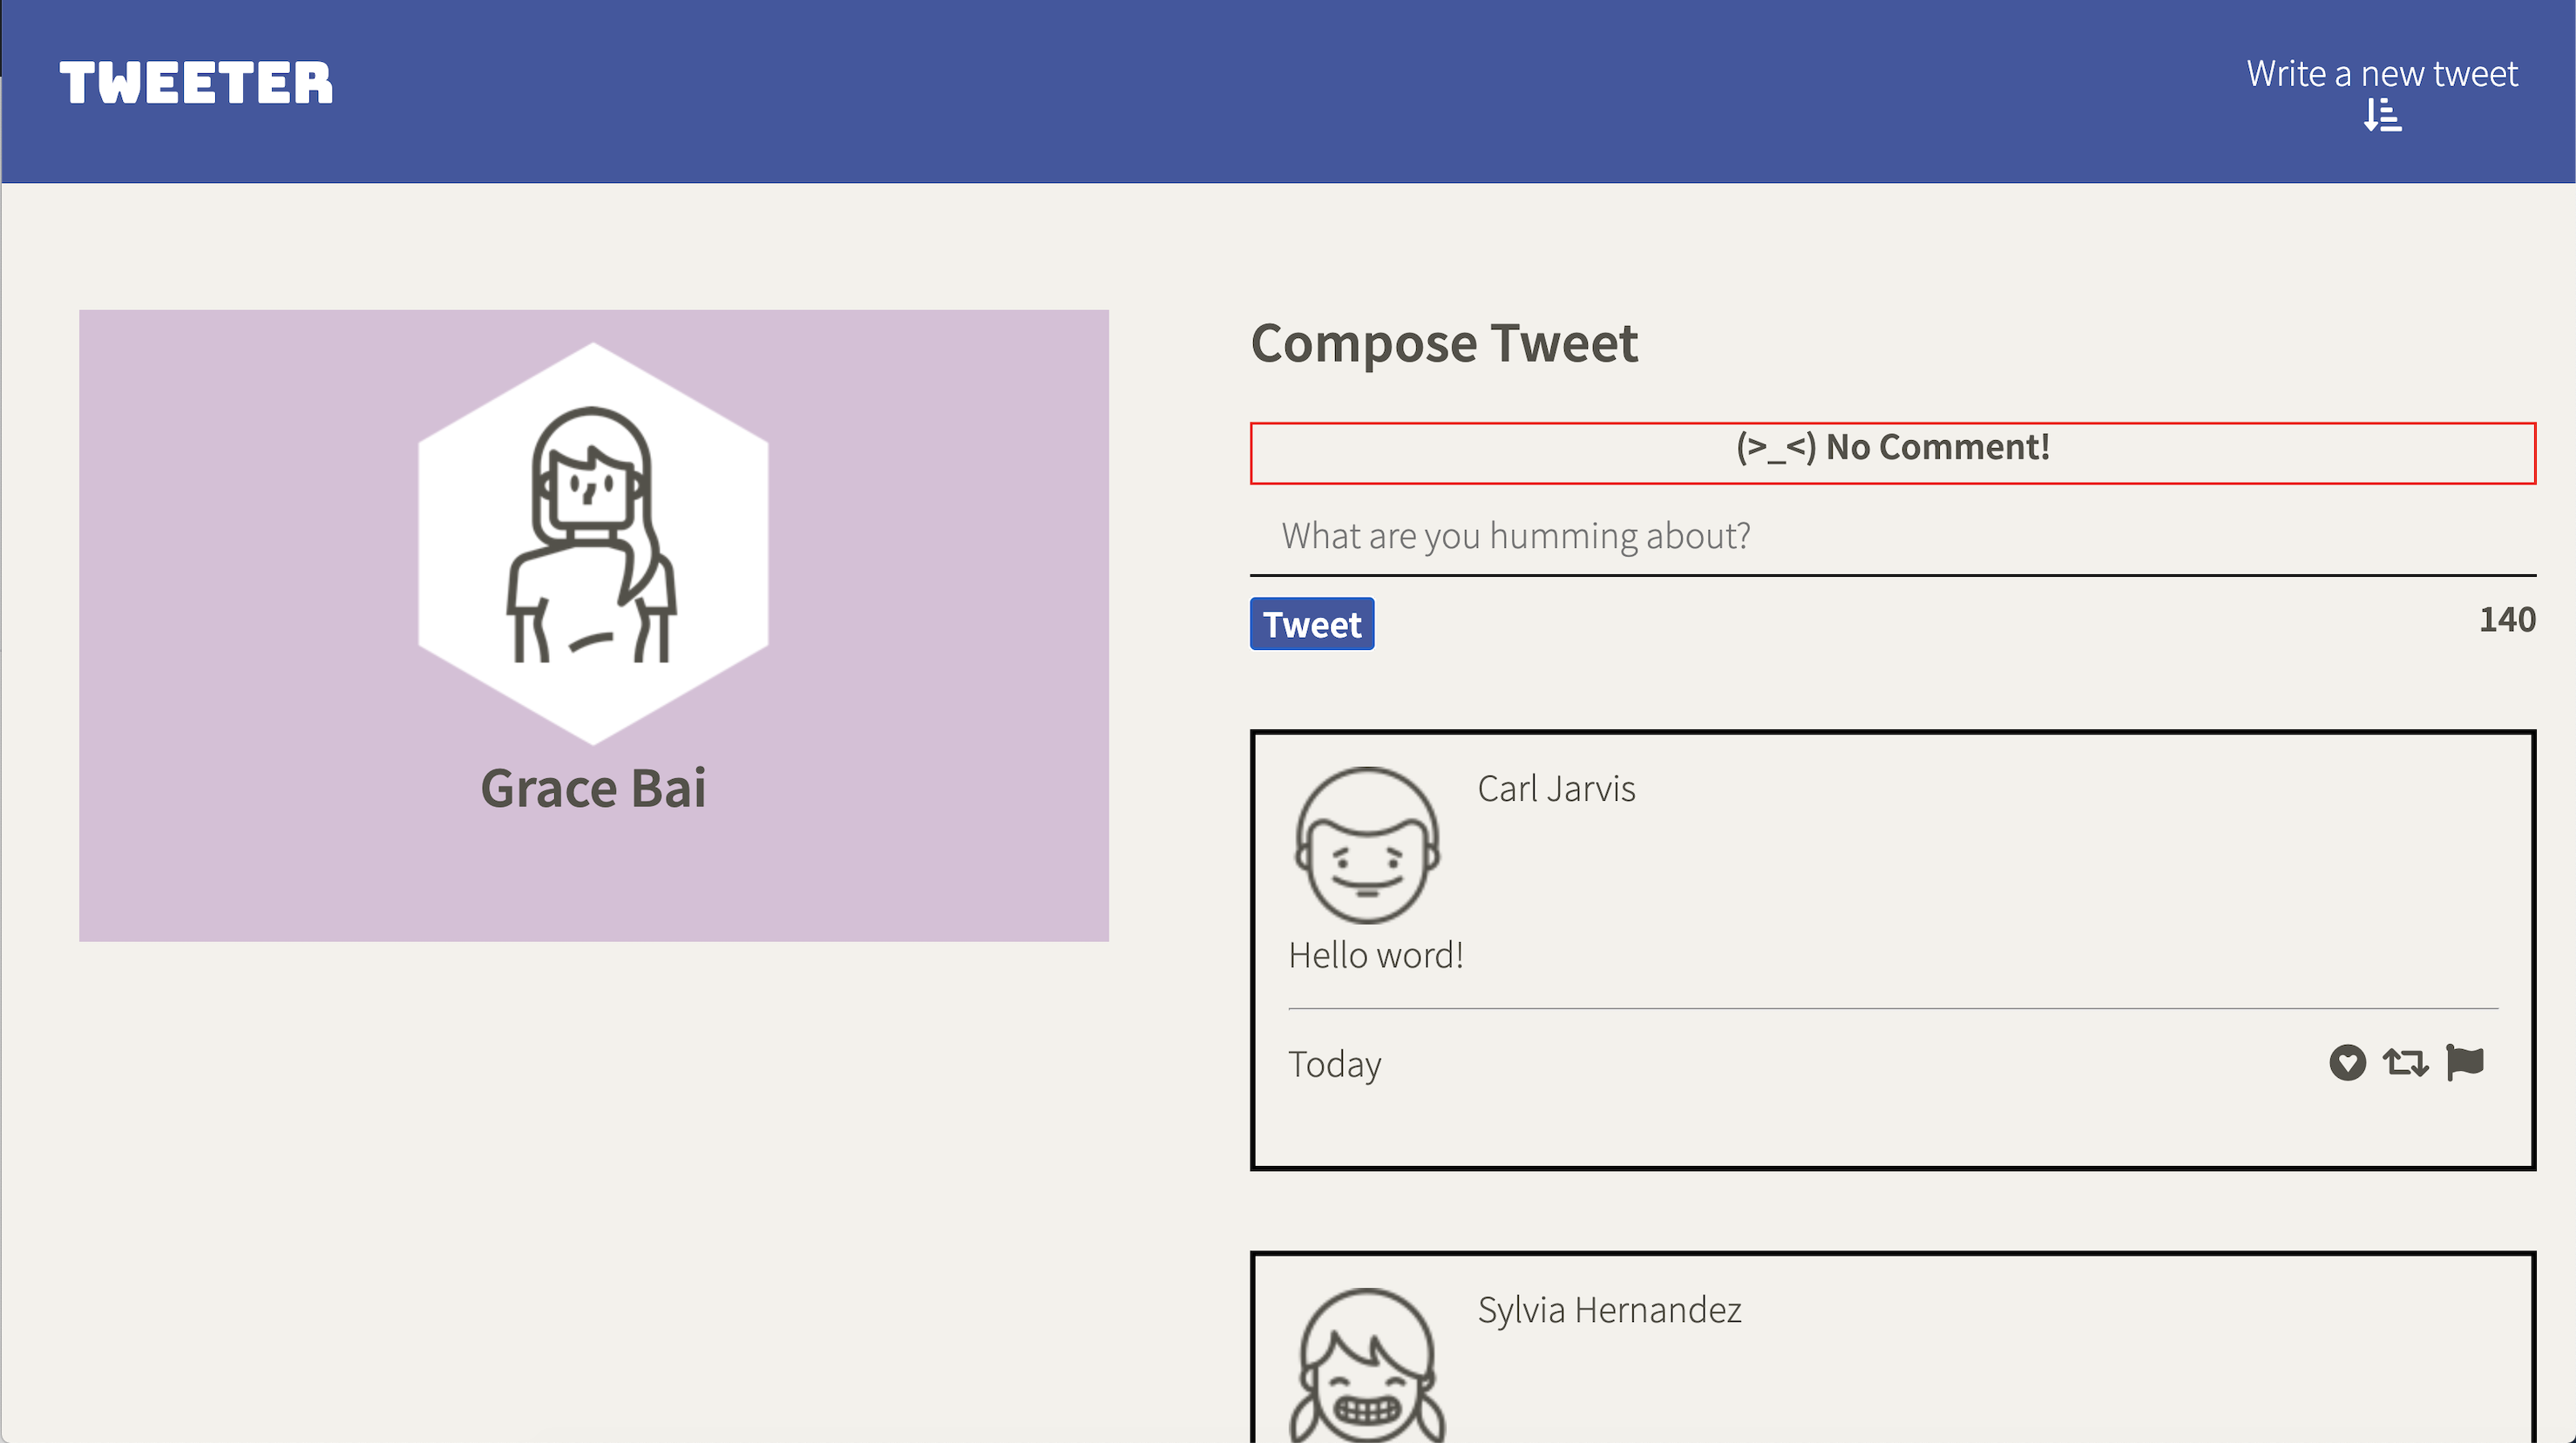 TWEETER
Write a new tweet
Grace Bai
Compose Tweet
(>_<) No Comment!
What are you humming about?
Tweet
140
Carl Jarvis
Hello word!
Today
Sylvia Hernandez